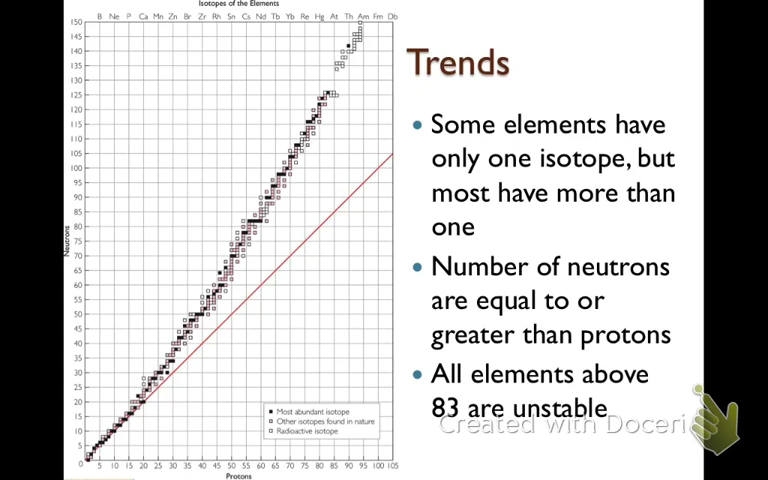 Isotopes of the Elements
B Ne P Ca Mn Zn Br Zr Rh Sn Cs Nd Tb Yb Re Hg At Th Am Fm Db
150
145
140
135
130
125
120
115
110
105
100
95
90
85
80
75
70
65
60
55
50
45
40
35
30
25
20
15
10
5
0
Neutrons
0 5 10 15 20 25 30 35 40 45 50 55 60 65 70 75 80 85 90 95 100 105
Protons
Most abundant isotope
Other isotopes found in nature
Radioactive isotope
Trends
• Some elements have
only one isotope, but
most have more than
one
• Number of neutrons
are equal to or
greater than protons
• All elements above
83 are unstable
Created with Doceri